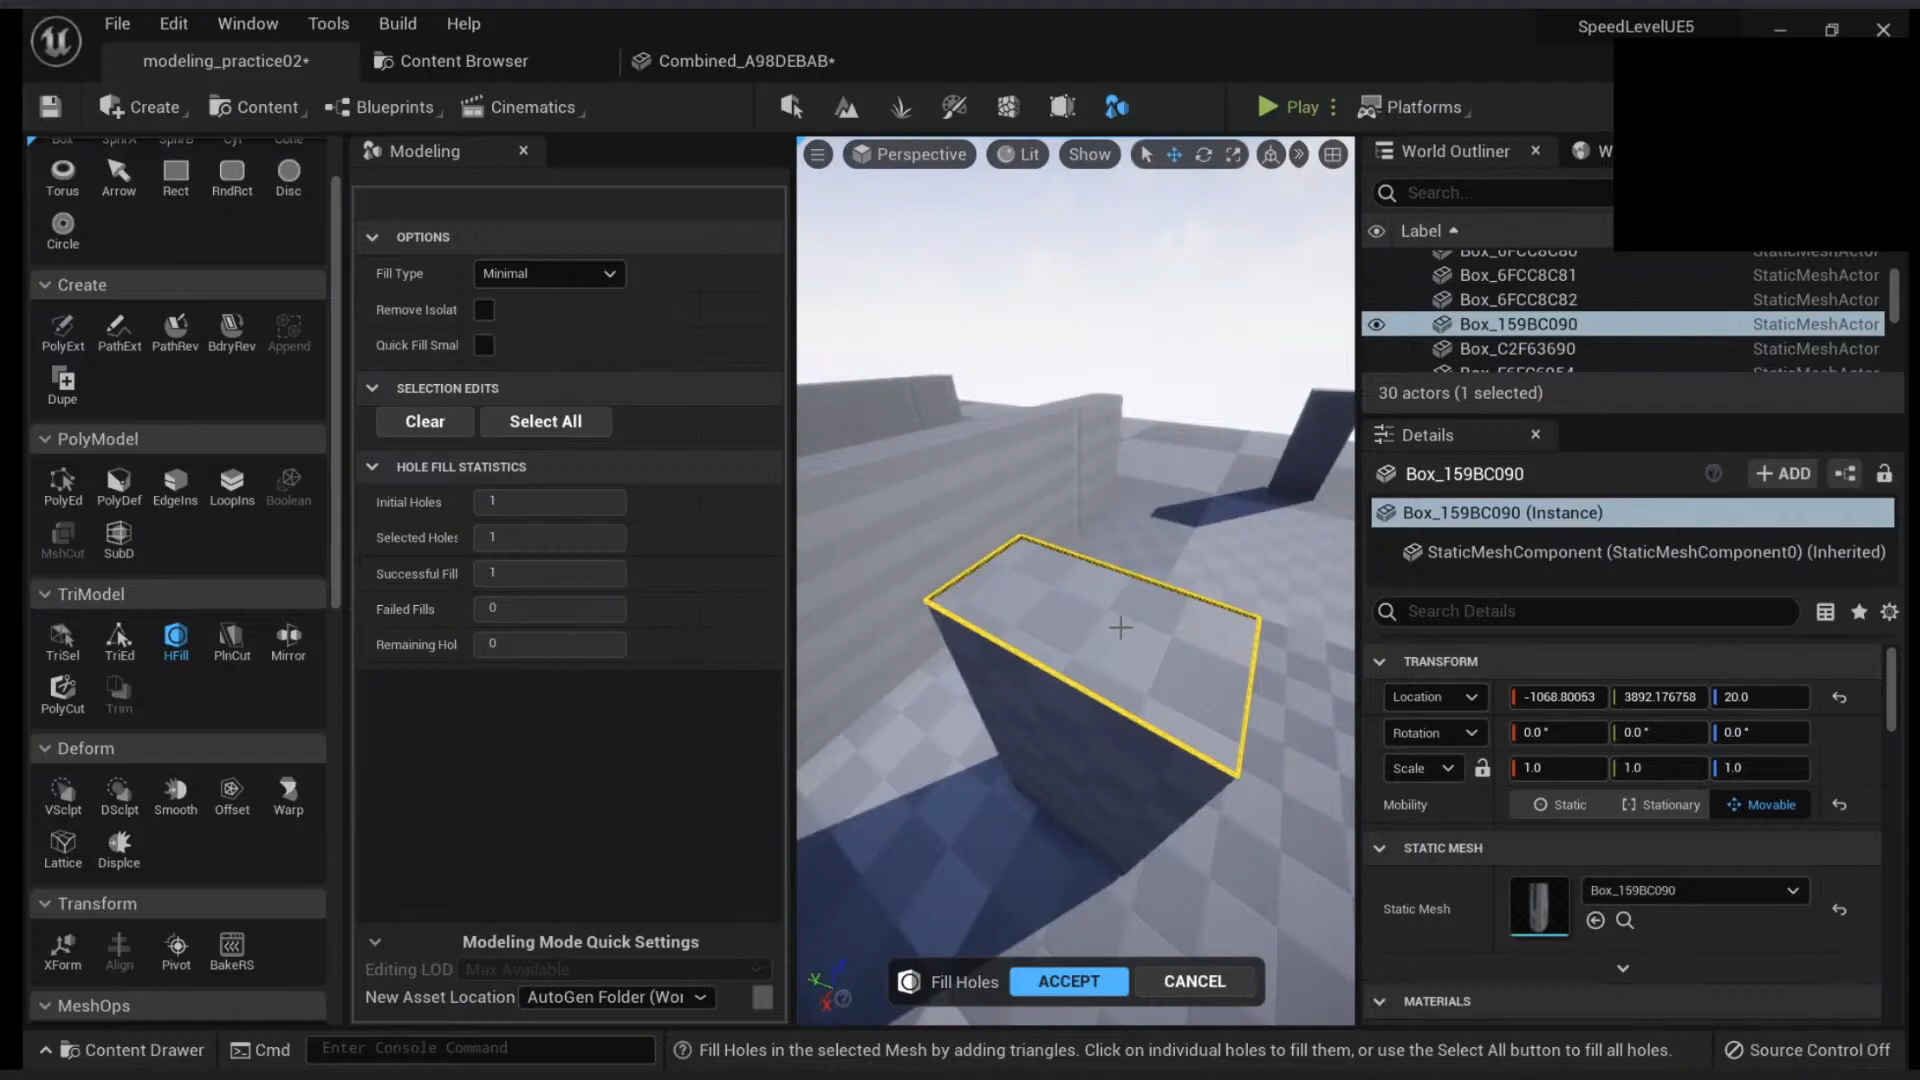 File Edit Window Tools Build Help
SpeedLevelUE5
modeling_practice02* Content Browser Combined_A98DEBAB*
Create Content Blueprints Cinematics Play Platforms
Box SphrA SphrB Cyl Cone
Torus Arrow Rect RndRct Disc
Circle
Create
PolyExt PathExt PathRev BdryRev Append
Dupe
PolyModel
PolyEd PolyDef EdgeIns LoopIns Boolean
MshCut SubD
TriModel
TriSel TriEd HFill PlnCut Mirror
PolyCut Trim
Deform
VSclpt DSclpt Smooth Offset Warp
Lattice Displce
Transform
XForm Align Pivot BakeRS
MeshOps
Modeling
OPTIONS
Fill Type Minimal
Remove Isolat
Quick Fill Smal
SELECTION EDITS
Clear Select All
HOLE FILL STATISTICS
Initial Holes 1
Selected Holes 1
Successful Fill 1
Failed Fills 0
Remaining Hol 0
Modeling Mode Quick Settings
Editing LOD Max Available
New Asset Location AutoGen Folder (Wor
Perspective Lit Show
Y X
Fill Holes ACCEPT CANCEL
World Outliner W
Search...
Label
Box_6FCC8C80 StaticMeshActor
Box_6FCC8C81 StaticMeshActor
Box_6FCC8C82 StaticMeshActor
Box_159BC090 StaticMeshActor
Box_C2F63690 StaticMeshActor
StaticMeshActor
30 actors (1 selected)
Details
Box_159BC090 ADD
Box_159BC090 (Instance)
StaticMeshComponent (StaticMeshComponent0) (Inherited)
Search Details
TRANSFORM
Location -1068.80053 3892.176758 20.0
Rotation 0.0° 0.0° 0.0°
Scale 1.0 1.0 1.0
Mobility Static Stationary Movable
STATIC MESH
Static Mesh Box_159BC090
MATERIALS
Content Drawer Cmd Enter Console Command Fill Holes in the selected Mesh by adding triangles. Click on individual holes to fill them, or use the Select All button to fill all holes. Source Control Off